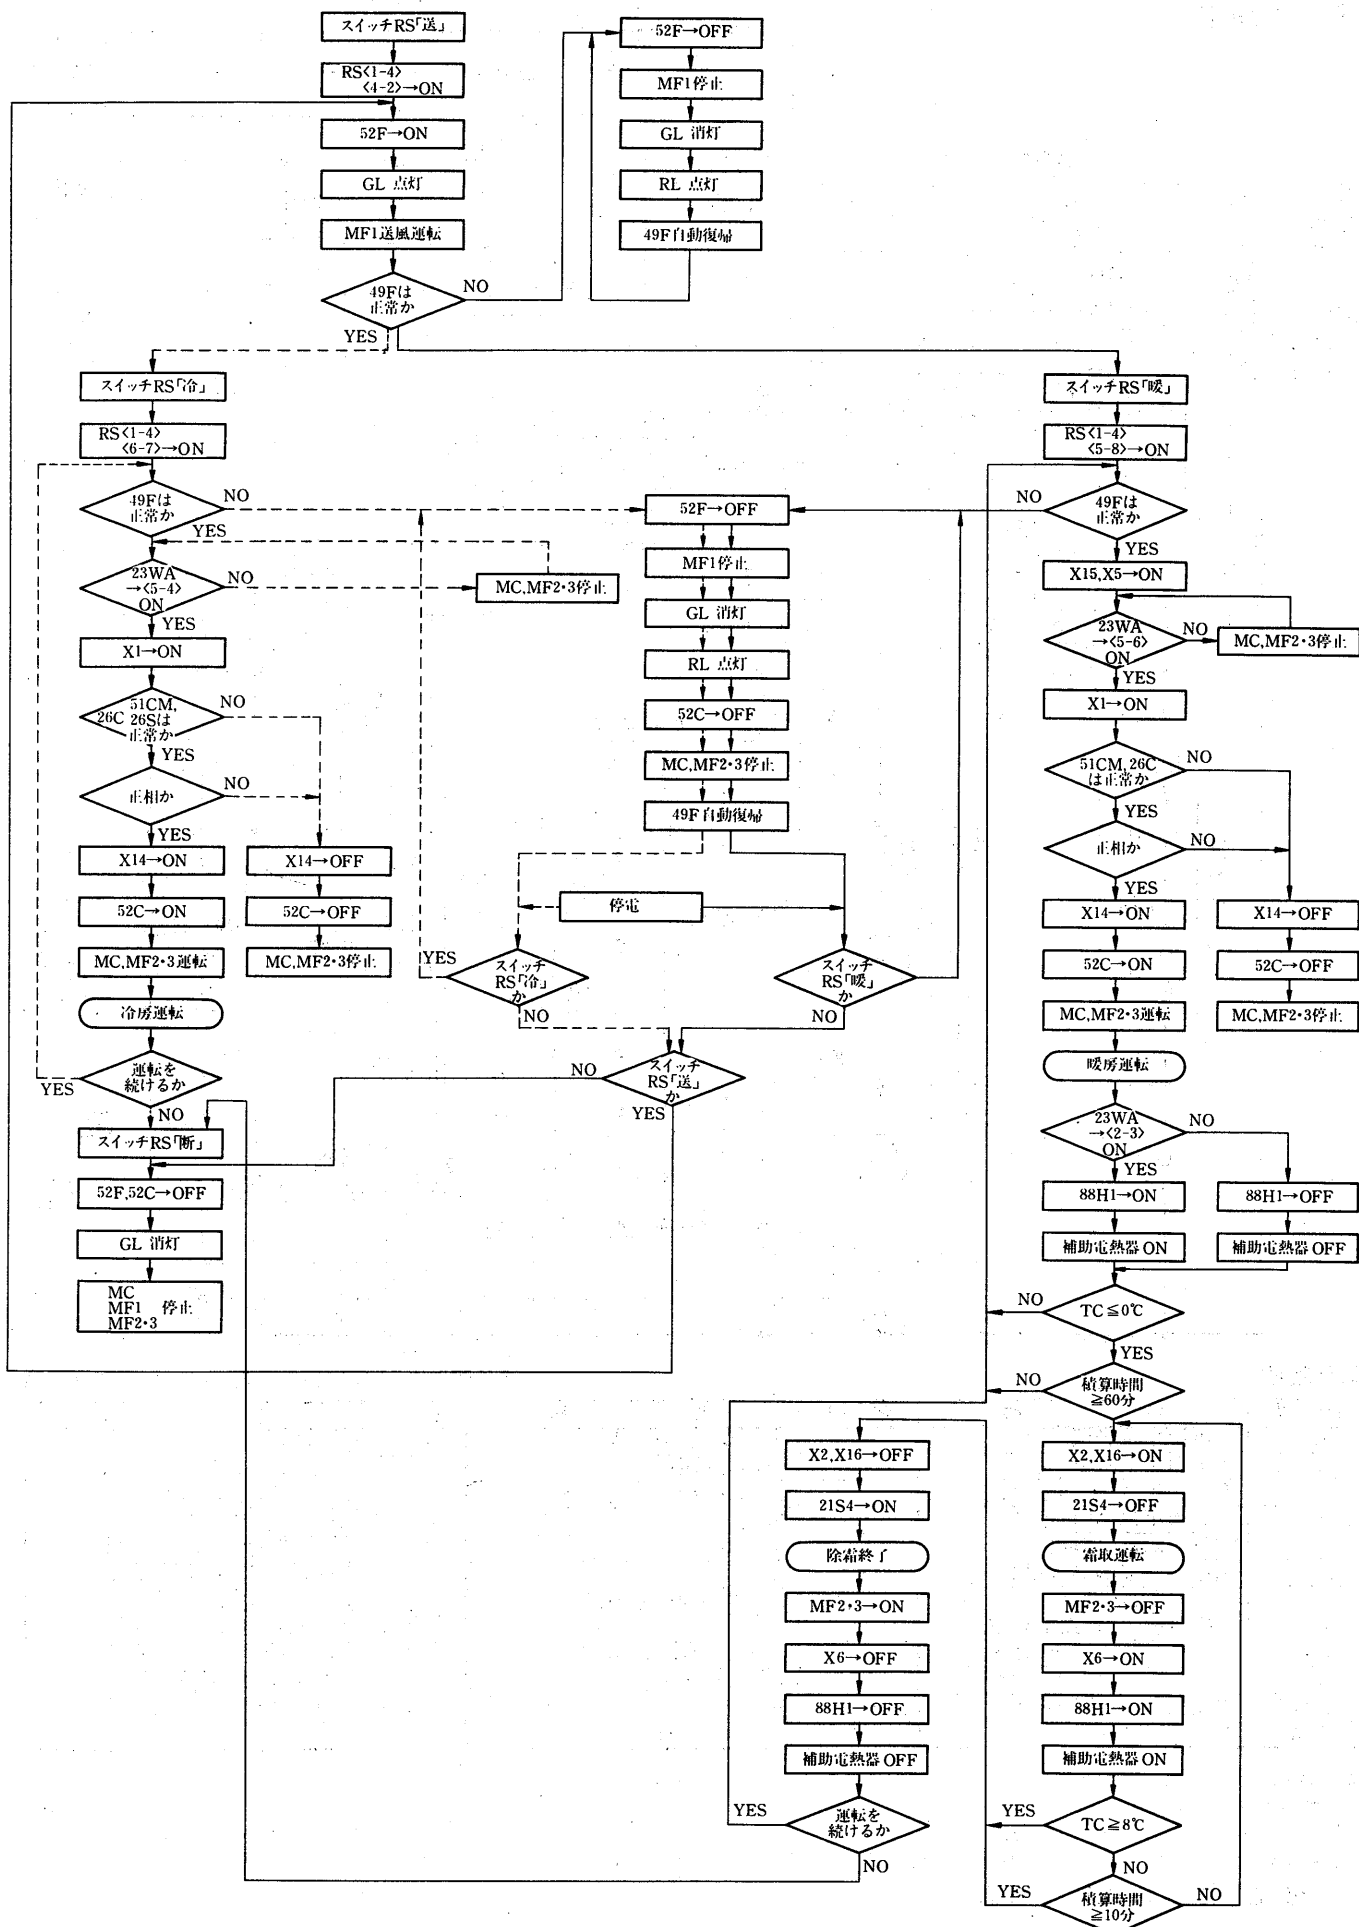 スイッチRS「送」
RS〈1-4〉
〈4-2〉→ON
52F→ON
GL 点灯
MF1送風運転
49Fは
正常か
NO
YES
52F→OFF
MF1停止
GL 消灯
RL 点灯
49F自動復帰
スイッチRS「冷」
RS〈1-4〉
〈6-7〉→ON
49Fは
正常か
NO
YES
23WA
→〈5-4〉
ON
NO
YES
MC,MF2・3停止
X1→ON
51CM,
26C 26Sは
正常か
NO
YES
正相か
NO
YES
X14→ON
52C→ON
MC,MF2・3運転
冷房運転
運転を
続けるか
YES
NO
スイッチRS「断」
52F,52C→OFF
GL 消灯
MC
MF1 停止
MF2・3
X14→OFF
52C→OFF
MC,MF2・3停止
52F→OFF
MF1停止
GL 消灯
RL 点灯
52C→OFF
MC,MF2・3停止
49F自動復帰
停電
スイッチ
RS「冷」
か
YES
NO
スイッチ
RS「暖」
か
NO
スイッチ
RS「送」
か
NO
YES
スイッチRS「暖」
RS〈1-4〉
〈5-8〉→ON
49Fは
正常か
NO
YES
X15,X5→ON
23WA
→〈5-6〉
ON
NO
YES
MC,MF2・3停止
X1→ON
51CM,26C
は正常か
NO
YES
正相か
NO
YES
X14→ON
52C→ON
MC,MF2・3運転
暖房運転
X14→OFF
52C→OFF
MC,MF2・3停止
23WA
→〈2-3〉
ON
NO
YES
88H1→ON
補助電熱器 ON
88H1→OFF
補助電熱器 OFF
TC≦0℃
NO
YES
積算時間
≧60分
NO
X2,X16→ON
21S4→OFF
霜取運転
MF2・3→OFF
X6→ON
88H1→ON
補助電熱器 ON
TC≧8℃
YES
NO
積算時間
≧10分
YES
NO
X2,X16→OFF
21S4→ON
除霜終了
MF2・3→ON
X6→OFF
88H1→OFF
補助電熱器 OFF
運転を
続けるか
YES
NO